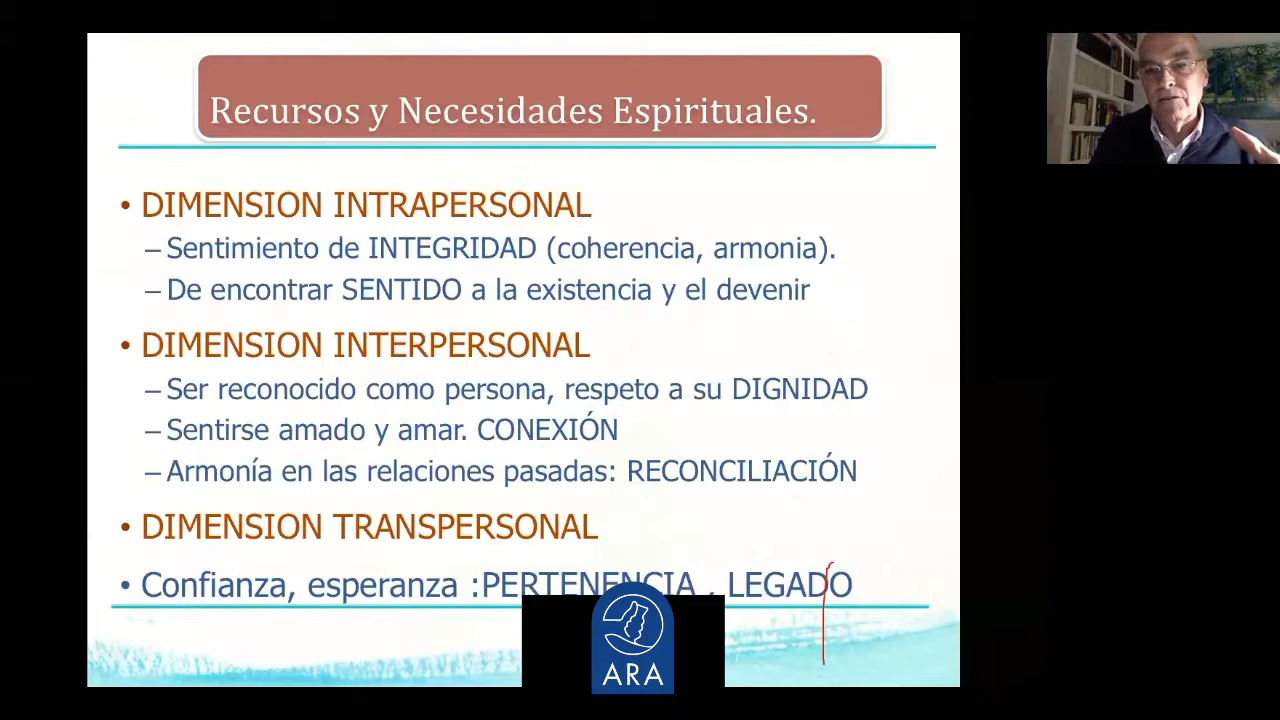 Recursos y Necesidades Espirituales.
• DIMENSION INTRAPERSONAL
– Sentimiento de INTEGRIDAD (coherencia, armonia).
– De encontrar SENTIDO a la existencia y el devenir
• DIMENSION INTERPERSONAL
– Ser reconocido como persona, respeto a su DIGNIDAD
– Sentirse amado y amar. CONEXIÓN
– Armonía en las relaciones pasadas: RECONCILIACIÓN
• DIMENSION TRANSPERSONAL
• Confianza, esperanza :PERTENENCIA , LEGADO
ARA